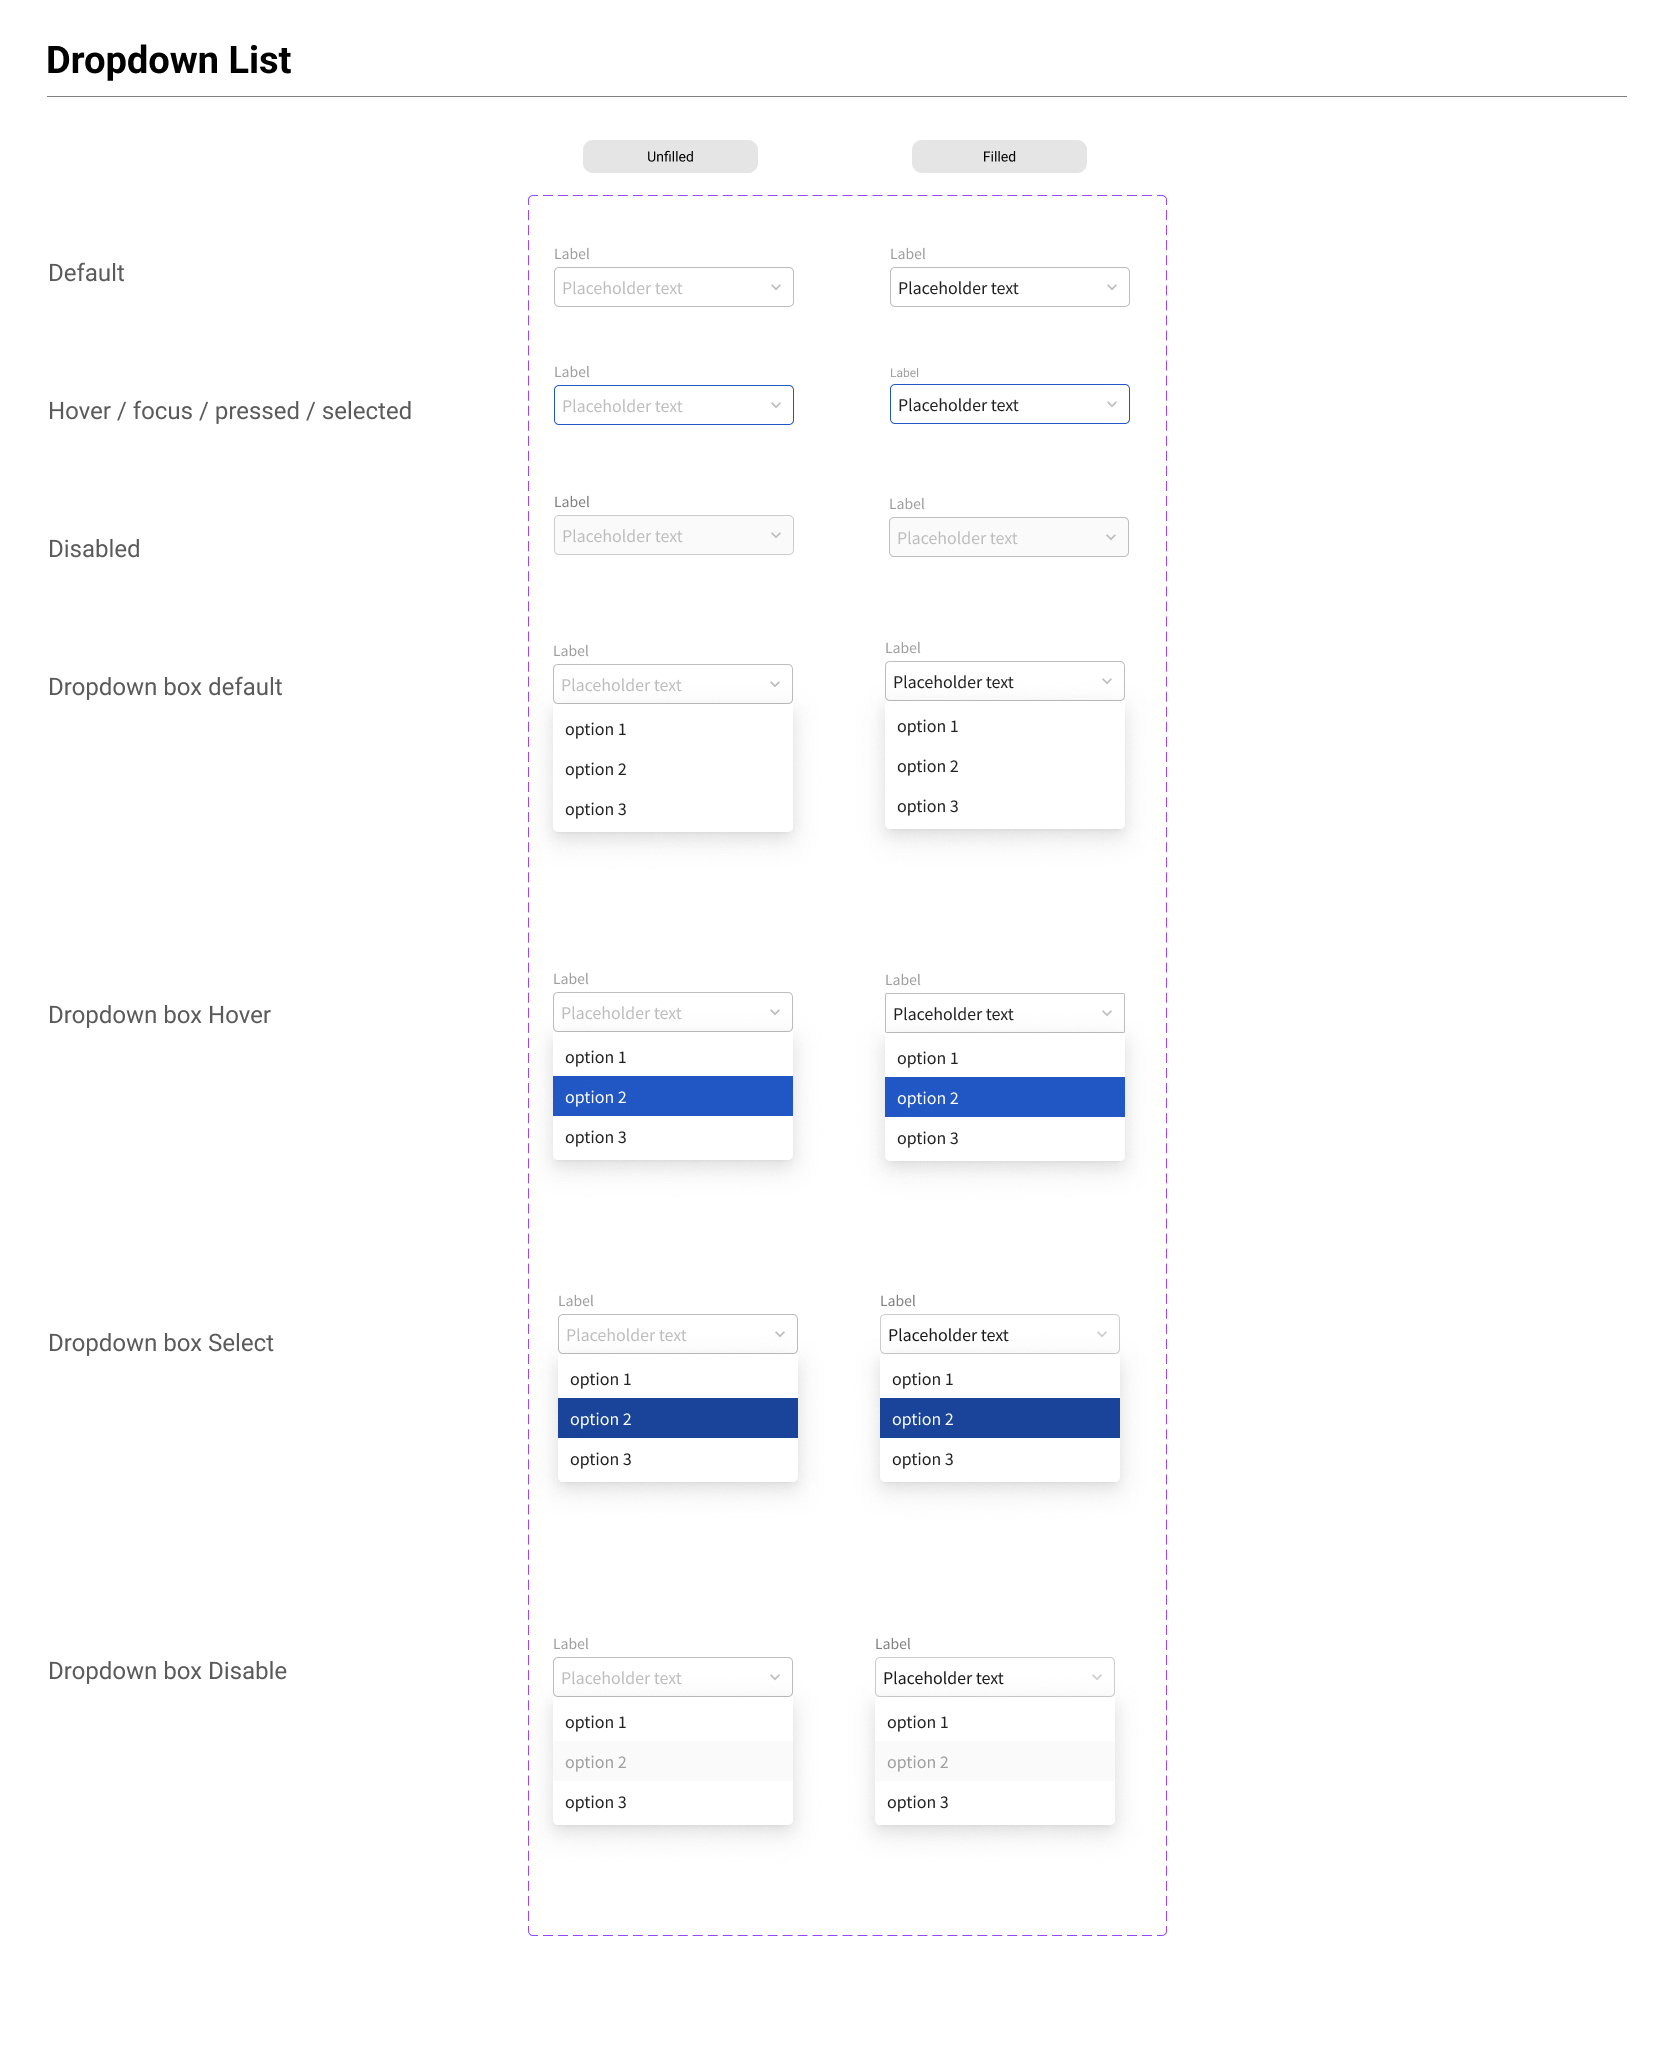 Dropdown List
Unfilled
Filled
Default
Label
Placeholder text
Label
Placeholder text
Hover / focus / pressed / selected
Label
Placeholder text
Label
Placeholder text
Disabled
Label
Placeholder text
Label
Placeholder text
Dropdown box default
Label
Placeholder text
option 1
option 2
option 3
Label
Placeholder text
option 1
option 2
option 3
Dropdown box Hover
Label
Placeholder text
option 1
option 2
option 3
Label
Placeholder text
option 1
option 2
option 3
Dropdown box Select
Label
Placeholder text
option 1
option 2
option 3
Label
Placeholder text
option 1
option 2
option 3
Dropdown box Disable
Label
Placeholder text
option 1
option 2
option 3
Label
Placeholder text
option 1
option 2
option 3